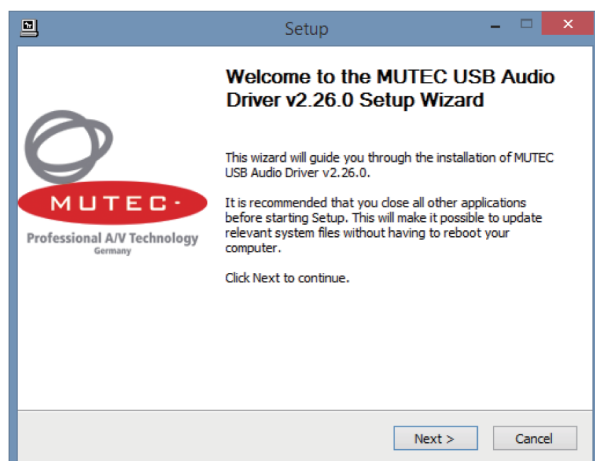 Setup
Welcome to the MUTEC USB Audio
Driver v2.26.0 Setup Wizard
This wizard will guide you through the installation of MUTEC
USB Audio Driver v2.26.0.
It is recommended that you close all other applications
before starting Setup. This will make it possible to update
relevant system files without having to reboot your
computer.
Click Next to continue.
MUTEC
Professional A/V Technology
Germany
Next >
Cancel